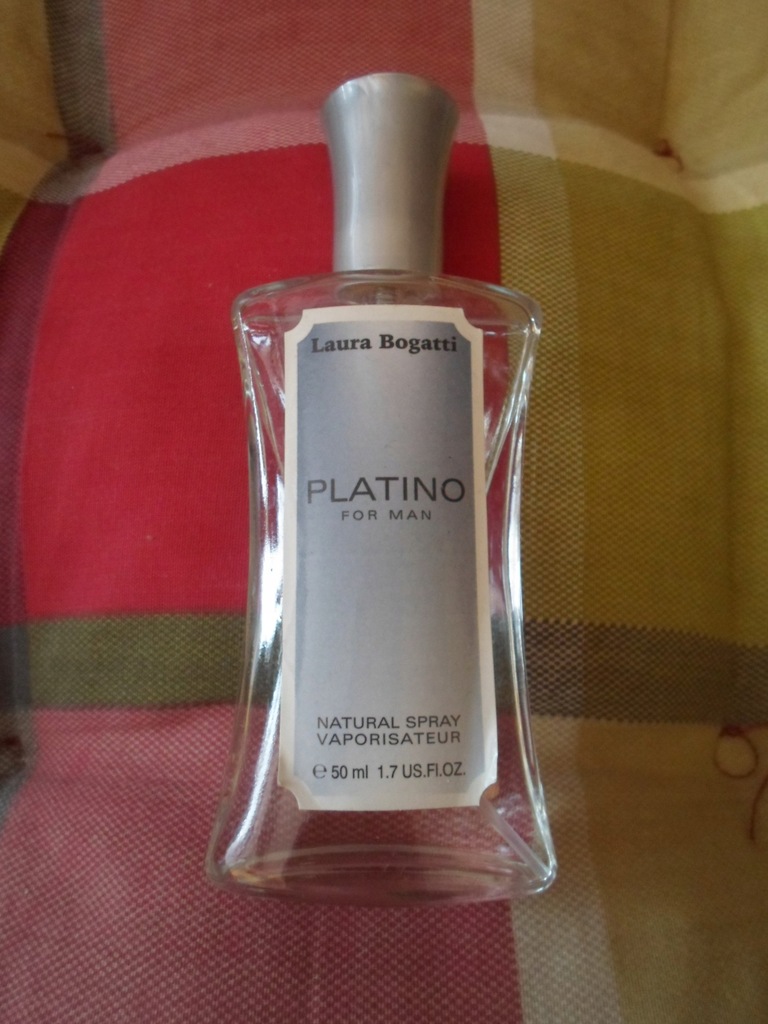 Laura Bogatti
PLATINO
FOR MAN
NATURAL SPRAY
VAPORISATEUR
℮ 50 ml 1.7 US.Fl.OZ.